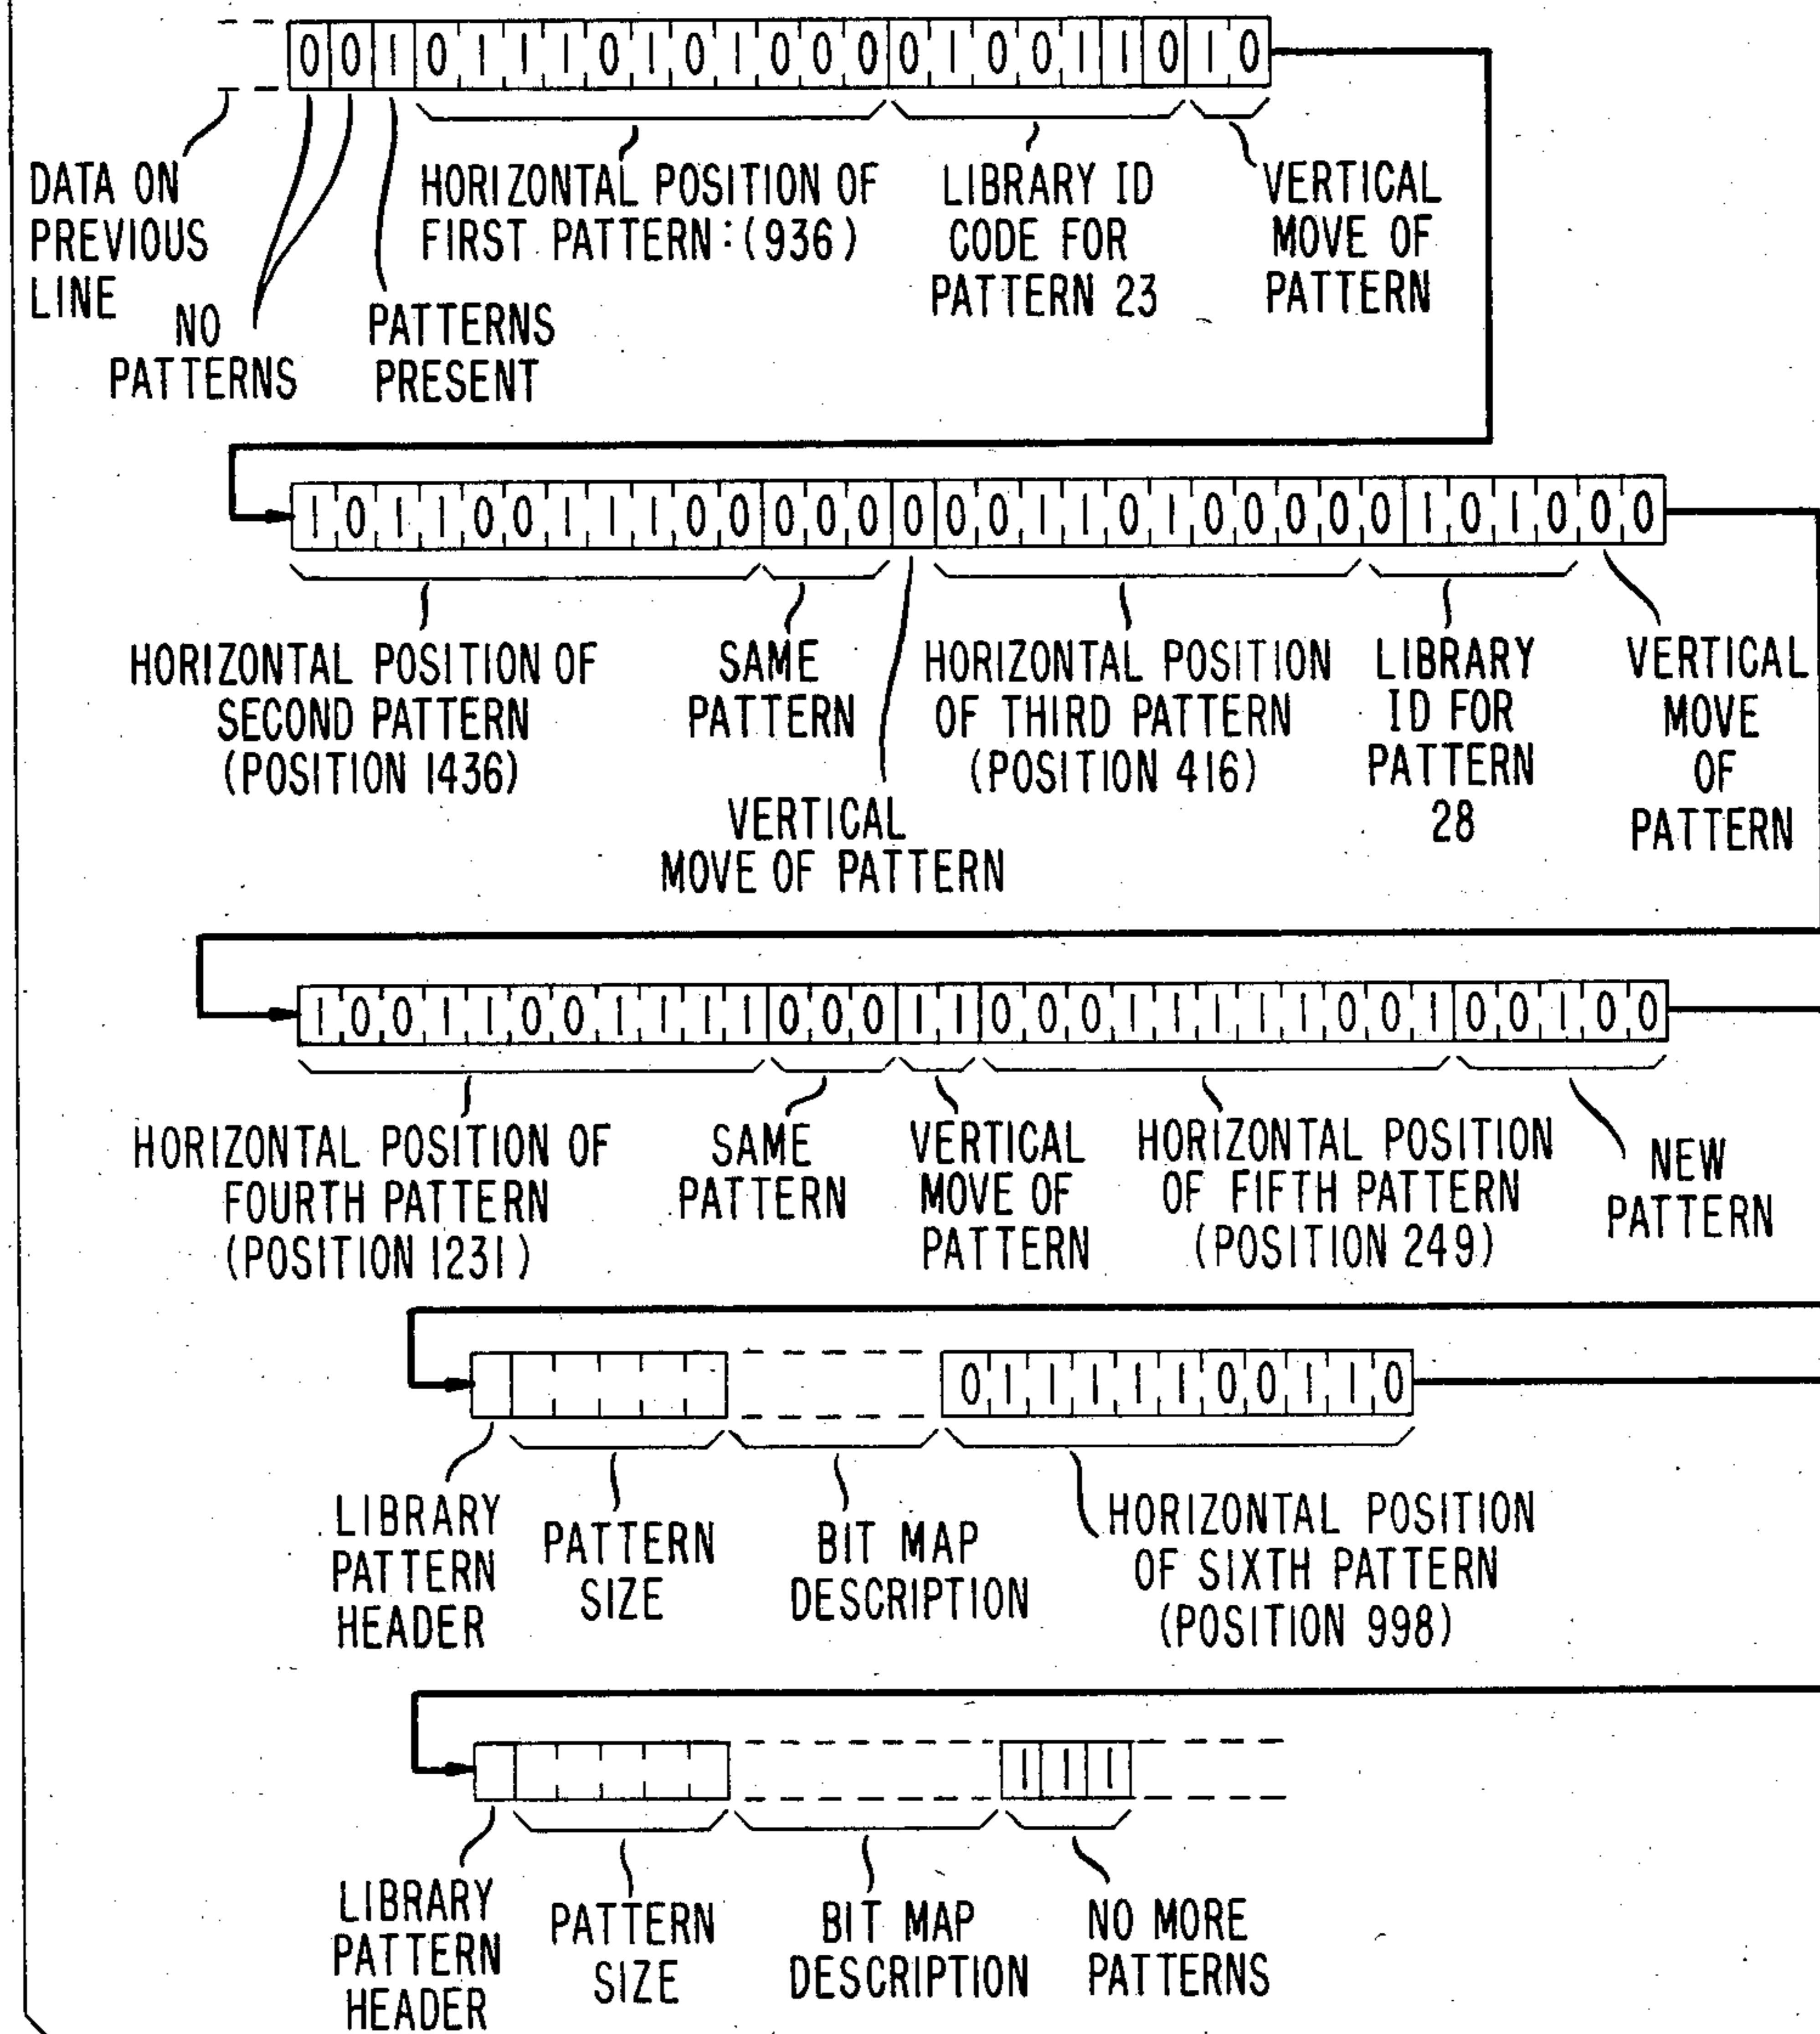 0 0 1 0 1 1 1 0 1 0 1 0 0 0 0 1 0 0 1 1 0 1 0
DATA ON
PREVIOUS
LINE
NO
PATTERNS
PATTERNS
PRESENT
HORIZONTAL POSITION OF
FIRST PATTERN:(936)
LIBRARY ID
CODE FOR
PATTERN 23
VERTICAL
MOVE OF
PATTERN
1 0 1 1 0 0 1 1 1 0 0 0 0 0 0 0 0 1 1 0 1 0 0 0 0 0 1 0 1 0 0 0
HORIZONTAL POSITION OF
SECOND PATTERN
(POSITION 1436)
SAME
PATTERN
VERTICAL
MOVE OF PATTERN
HORIZONTAL POSITION
OF THIRD PATTERN
(POSITION 416)
LIBRARY
ID FOR
PATTERN
28
VERTICAL
MOVE
OF
PATTERN
1 0 0 1 1 0 0 1 1 1 1 0 0 0 1 1 0 0 0 1 1 1 1 1 0 0 1 0 0 1 0 0
HORIZONTAL POSITION OF
FOURTH PATTERN
(POSITION 1231)
SAME
PATTERN
VERTICAL
MOVE OF
PATTERN
HORIZONTAL POSITION
OF FIFTH PATTERN
(POSITION 249)
NEW
PATTERN
0 1 1 1 1 1 0 0 1 1 0
LIBRARY
PATTERN
HEADER
PATTERN
SIZE
BIT MAP
DESCRIPTION
HORIZONTAL POSITION
OF SIXTH PATTERN
(POSITION 998)
1 1 1
LIBRARY
PATTERN
HEADER
PATTERN
SIZE
BIT MAP
DESCRIPTION
NO MORE
PATTERNS